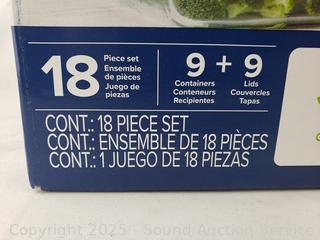 18
Piece set
Ensemble
de pièces
Juego de
piezas
9 + 9
Containers
Conteneurs
Recipientes
Lids
Couvercles
Tapas
CONT.: 18 PIECE SET
CONT.: ENSEMBLE DE 18 PIÈCES
CONT.: 1 JUEGO DE 18 PIEZAS
Copyright 2025 - Sound Auction Service